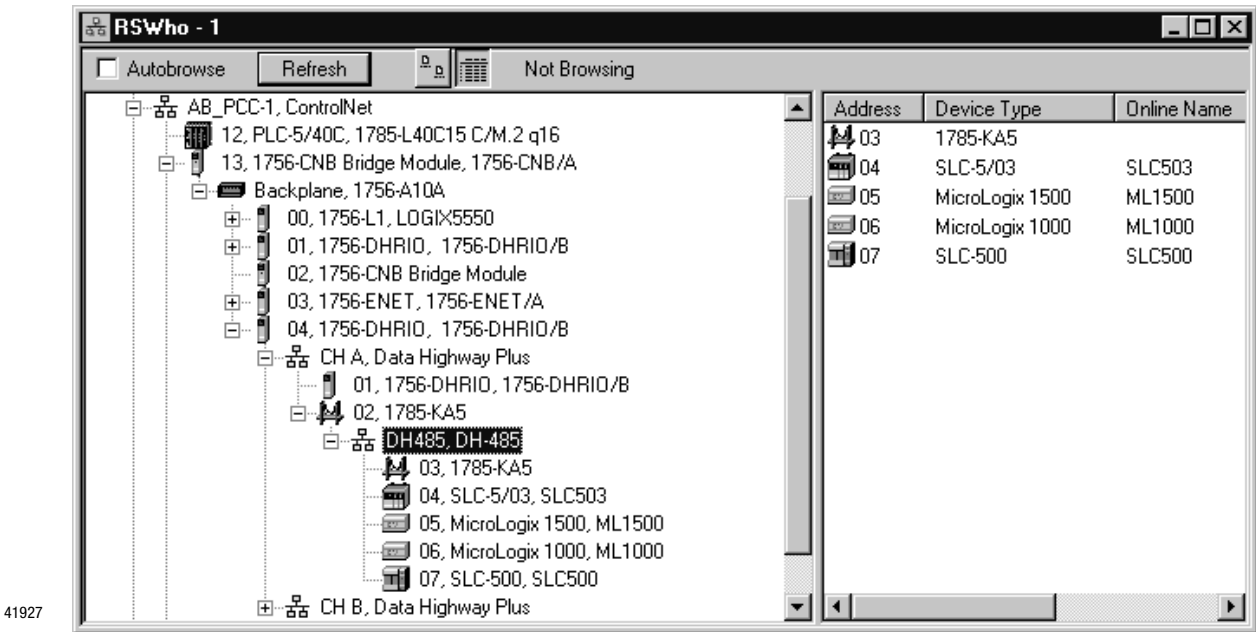 RSWho - 1
Autobrowse Refresh Not Browsing
AB_PCC-1, ControlNet
12, PLC-5/40C, 1785-L40C15 C/M.2 q16
13, 1756-CNB Bridge Module, 1756-CNB/A
Backplane, 1756-A10A
00, 1756-L1, LOGIX5550
01, 1756-DHRIO, 1756-DHRIO/B
02, 1756-CNB Bridge Module
03, 1756-ENET, 1756-ENET/A
04, 1756-DHRIO, 1756-DHRIO/B
CH A, Data Highway Plus
01, 1756-DHRIO, 1756-DHRIO/B
02, 1785-KA5
DH485, DH-485
03, 1785-KA5
04, SLC-5/03, SLC503
05, MicroLogix 1500, ML1500
06, MicroLogix 1000, ML1000
07, SLC-500, SLC500
CH B, Data Highway Plus
Address Device Type Online Name
03 1785-KA5
04 SLC-5/03 SLC503
05 MicroLogix 1500 ML1500
06 MicroLogix 1000 ML1000
07 SLC-500 SLC500
41927